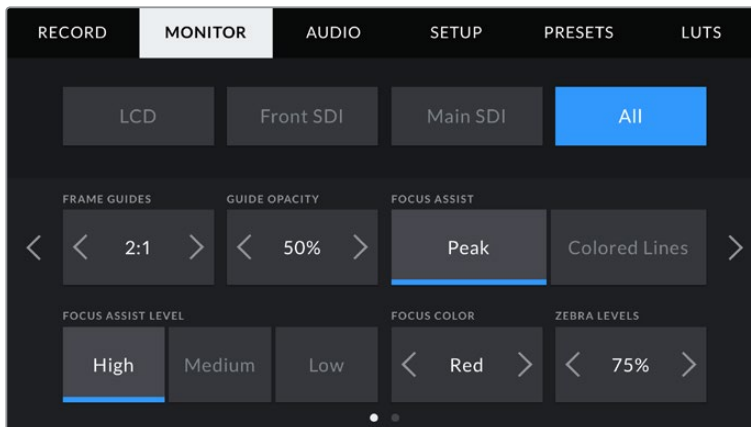 RECORD MONITOR AUDIO SETUP PRESETS LUTS
LCD Front SDI Main SDI All
FRAME GUIDES GUIDE OPACITY FOCUS ASSIST
2:1 50% Peak Colored Lines
FOCUS ASSIST LEVEL FOCUS COLOR ZEBRA LEVELS
High Medium Low Red 75%